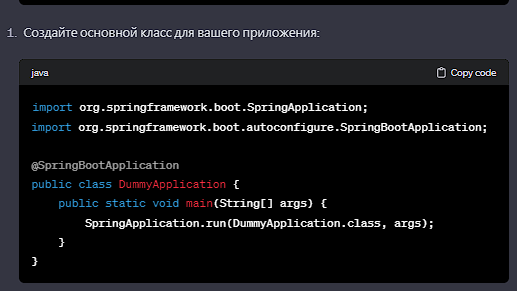 1. Создайте основной класс для вашего приложения:
java
Copy code
import org.springframework.boot.SpringApplication;
import org.springframework.boot.autoconfigure.SpringBootApplication;
@SpringBootApplication
public class DummyApplication {
public static void main(String[] args) {
SpringApplication.run(DummyApplication.class, args);
}
}